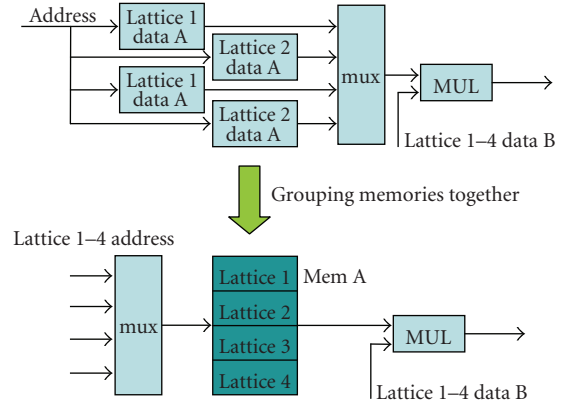 Address
Lattice 1
data A
Lattice 2
data A
Lattice 1
data A
Lattice 2
data A
mux
MUL
Lattice 1–4 data B
Grouping memories together
Lattice 1–4 address
mux
Lattice 1
Mem A
Lattice 2
Lattice 3
Lattice 4
MUL
Lattice 1–4 data B